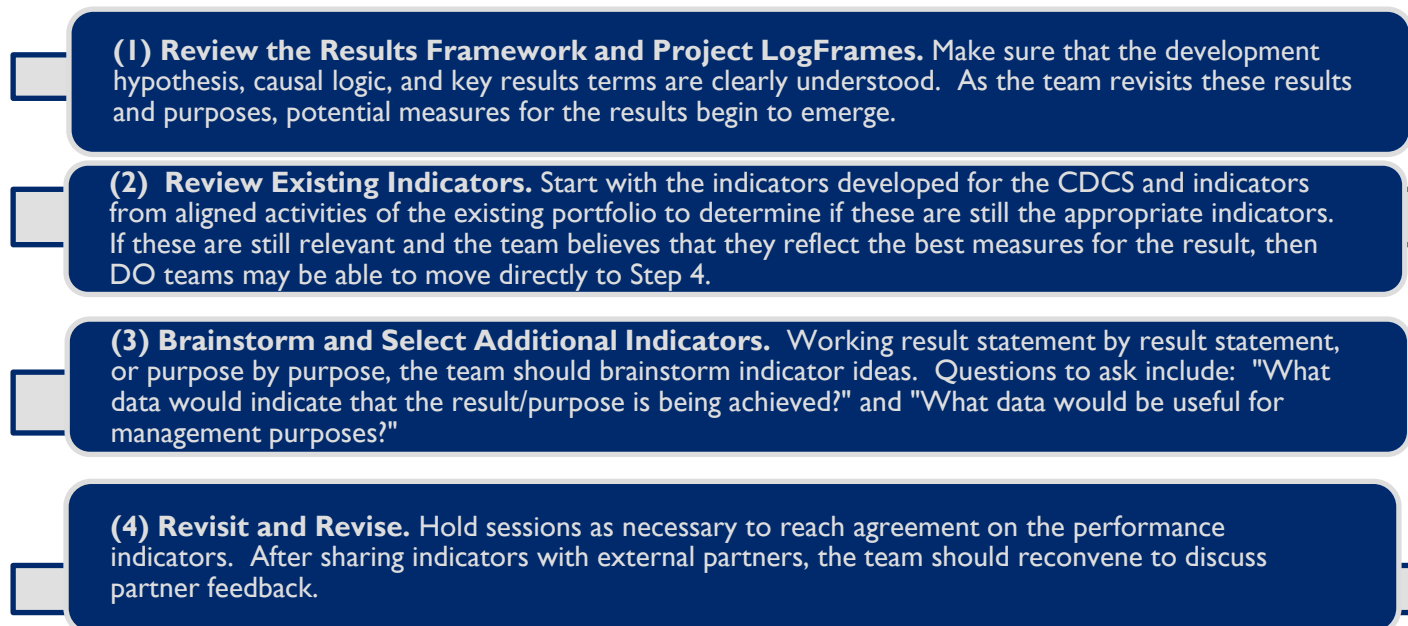 (1) Review the Results Framework and Project LogFrames. Make sure that the development
hypothesis, causal logic, and key results terms are clearly understood.  As the team revisits these results
and purposes, potential measures for the results begin to emerge.
(2)  Review Existing Indicators. Start with the indicators developed for the CDCS and indicators
from aligned activities of the existing portfolio to determine if these are still the appropriate indicators.
If these are still relevant and the team believes that they reflect the best measures for the result, then
DO teams may be able to move directly to Step 4.
(3) Brainstorm and Select Additional Indicators.  Working result statement by result statement,
or purpose by purpose, the team should brainstorm indicator ideas.  Questions to ask include:  "What
data would indicate that the result/purpose is being achieved?" and "What data would be useful for
management purposes?"
(4) Revisit and Revise. Hold sessions as necessary to reach agreement on the performance
indicators.  After sharing indicators with external partners, the team should reconvene to discuss
partner feedback.